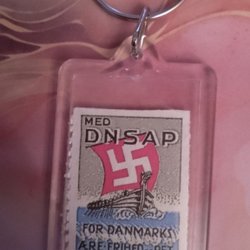 MED
DNSAP
FOR DANMARKS
ÆRE FRIHED